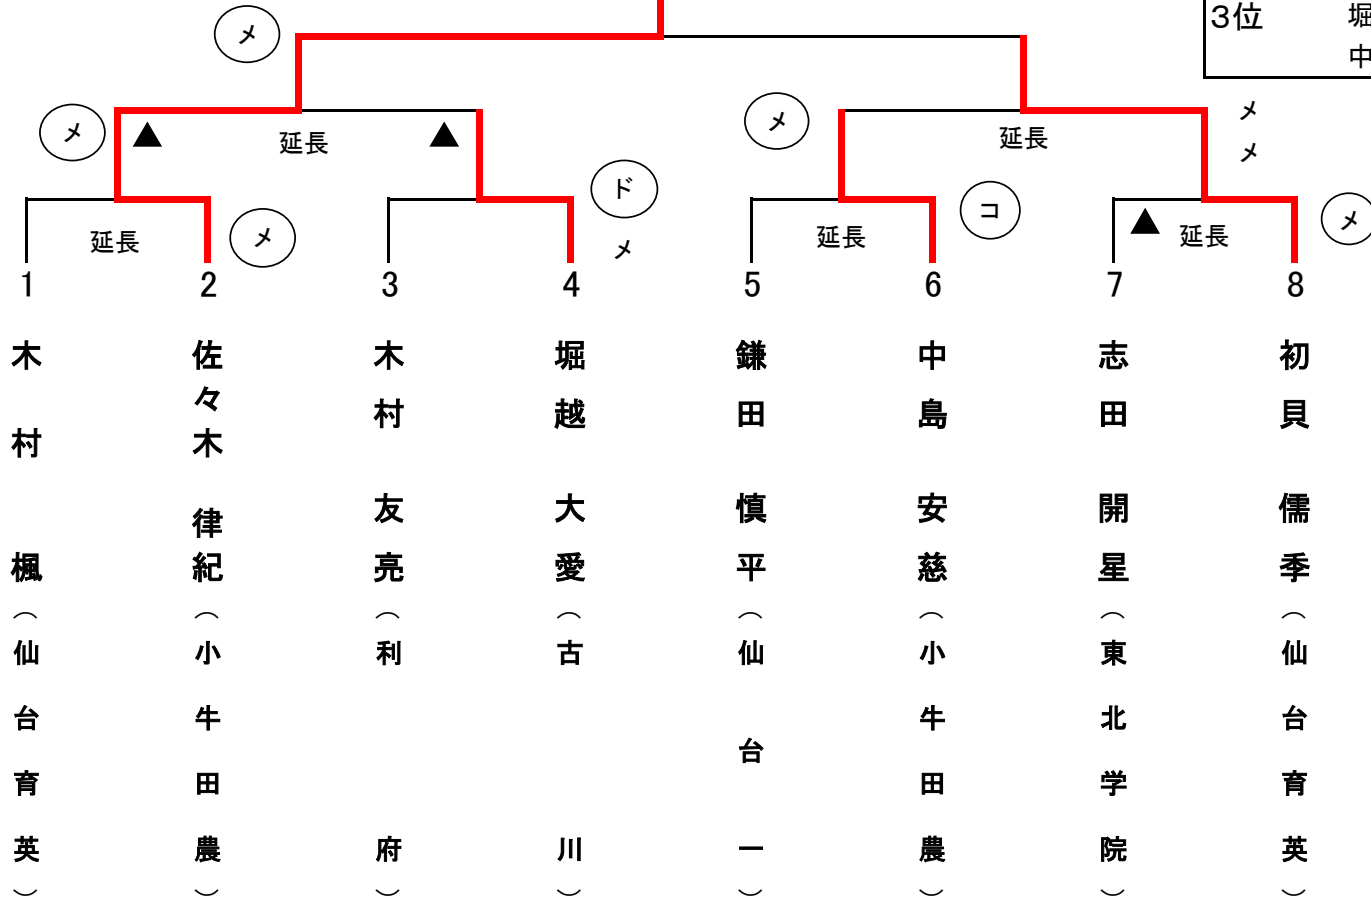 3位 堀
中
メ
メ
▲
延長
▲
メ
延長
メ
メ
延長
メ
ド
メ
延長
コ
▲
延長
メ
1
2
3
4
5
6
7
8
木村 楓(仙台育英)
佐々木 律紀(小牛田農)
木村 友亮(利府)
堀越 大愛(古川)
鎌田 慎平(仙台一)
中島 安慈(小牛田農)
志田 開星(東北学院)
初貝 儒季(仙台育英)